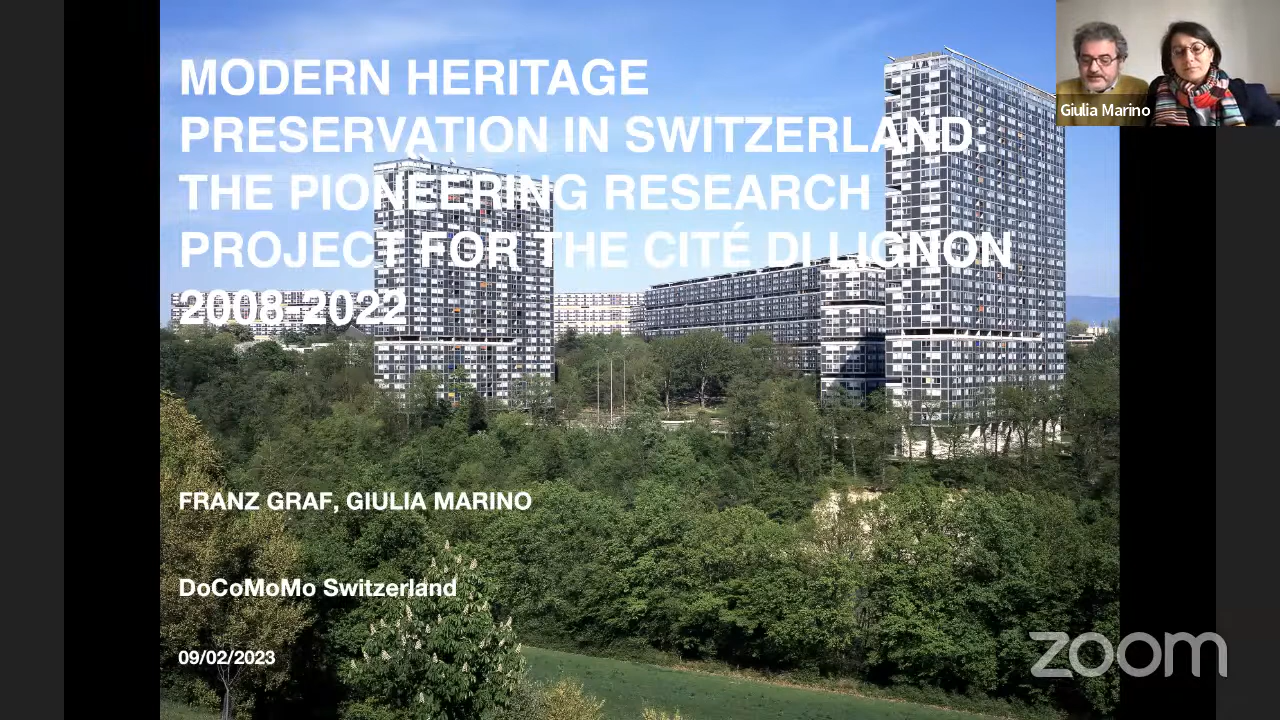 MODERN HERITAGE
PRESERVATION IN SWITZERLAND:
THE PIONEERING RESEARCH
PROJECT FOR THE CITÉ DI LIGNON
2008-2022
Giulia Marino
FRANZ GRAF, GIULIA MARINO
DoCoMoMo Switzerland
09/02/2023
zoom